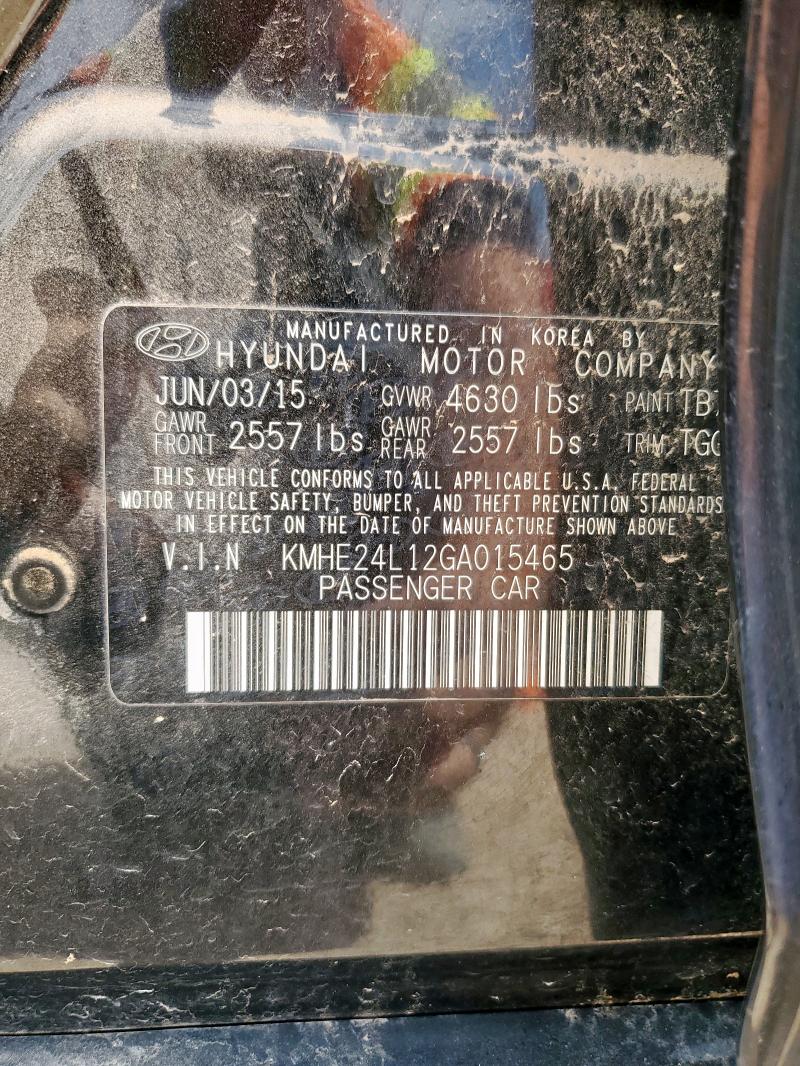 MANUFACTURED IN KOREA BY
HYUNDAI MOTOR COMPANY
JUN/03/15 GVWR 4630 lbs PAINT
GAWR FRONT 2557 lbs GAWR REAR 2557 lbs TRIM
THIS VEHICLE CONFORMS TO ALL APPLICABLE U.S.A. FEDERAL
MOTOR VEHICLE SAFETY, BUMPER, AND THEFT PREVENTION STANDARDS
IN EFFECT ON THE DATE OF MANUFACTURE SHOWN ABOVE
V.I.N KMHE24L12GA015465
PASSENGER CAR